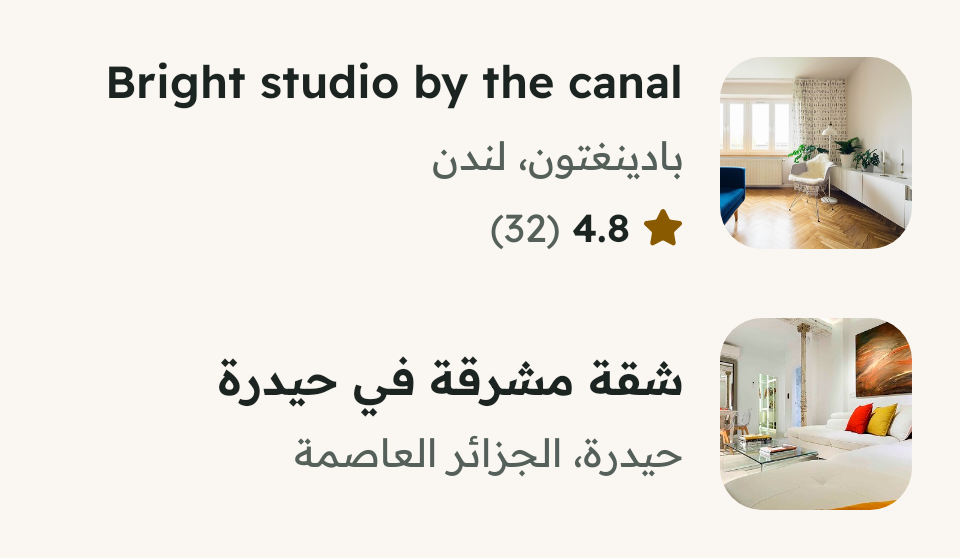 Bright studio by the canal
بادينغتون، لندن
4.8 (32)
شقة مشرقة في حيدرة
حيدرة، الجزائر العاصمة